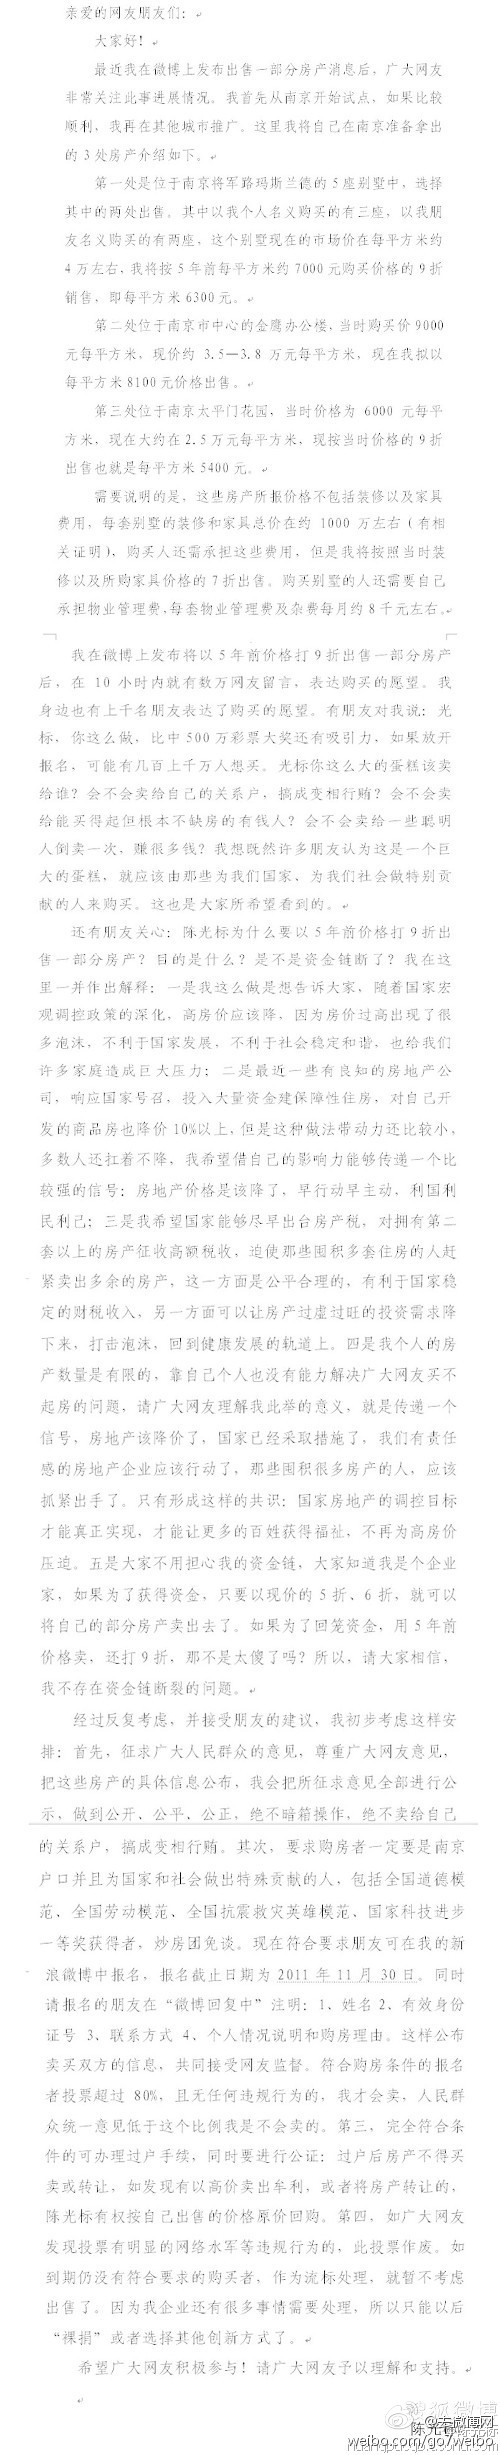 亲爱的网友朋友们：
大家好！
最近我在微博上发布出售一部分房产消息后，广大网友
非常关注此事进展情况。我首先从南京开始试点，如果比较
顺利，我再在其他城市推广。这里我将自己在南京准备拿出
的 3 处房产介绍如下。
第一处是位于南京将军路玛斯兰德的 5 座别墅中，选择
其中的两处出售。其中以我个人名义购买的有三座，以我朋
友名义购买的有两座，这个别墅现在的市场价在每平方米约
4 万左右，我将按 5 年前每平方米约 7000 元购买价格的 9 折
销售，即每平方米 6300 元。
第二处位于南京市中心的金鹰办公楼，当时购买价 9000
元每平方米，现价约 3.5—3.8 万元每平方米，现在我拟以
每平方米 8100 元价格出售。
第三处位于南京太平门花园，当时价格为 6000 元每平
方米，现在大约在 2.5 万元每平方米，现按当时价格的 9 折
出售也就是每平方米 5400 元。
需要说明的是，这些房产所报价格不包括装修以及家具
费用，每套别墅的装修和家具总价在约 1000 万左右（有相
关证明），购买人还需承担这些费用，但是我将按照当时装
修以及所购家具价格的 7 折出售。购买别墅的人还需要自己
承担物业管理费，每套物业管理费及杂费每月约 8 千元左右。
我在微博上发布将以 5 年前价格打 9 折出售一部分房产
后，在 10 小时内就有数万网友留言，表达购买的愿望。我
身边也有上千名朋友表达了购买的愿望。有朋友对我说：光
标，你这么做，比中 500 万彩票大奖还有吸引力，如果放开
报名，可能有几百上千万人想买。光标你这么大的蛋糕该卖
给谁？会不会卖给自己的关系户，搞成变相行贿？会不会卖
给能买得起但根本不缺房的有钱人？会不会卖给一些聪明
人倒卖一次，赚很多钱？我想既然许多朋友认为这是一个巨
大的蛋糕，就应该由那些为我们国家、为我们社会做特别贡
献的人来购买。这也是大家所希望看到的。
还有朋友关心：陈光标为什么要以 5 年前价格打 9 折出
售一部分房产？目的是什么？是不是资金链断了？我在这
里一并作出解释：一是我这么做是想告诉大家，随着国家宏
观调控政策的深化，高房价应该降，因为房价过高出现了很
多泡沫，不利于国家发展，不利于社会稳定和谐，也给我们
许多家庭造成巨大压力；二是最近一些有良知的房地产公
司，响应国家号召，投入大量资金建保障性住房，对自己开
发的商品房也降价 10%以上，但是这种做法带动力还比较小，
多数人还扛着不降，我希望借自己的影响力能够传递一个比
较强的信号：房地产价格是该降了，早行动早主动，利国利
民利己；三是我希望国家能够尽早出台房产税，对拥有第二
套以上的房产征收高额税收，迫使那些囤积多套住房的人赶
紧卖出多余的房产，这一方面是公平合理的，有利于国家稳
定的财税收入，另一方面可以让房产过虚过旺的投资需求降
下来，打击泡沫，回到健康发展的轨道上。四是我个人的房
产数量是有限的，靠自己个人也没有能力解决广大网友买不
起房的问题，请广大网友理解我此举的意义，就是传递一个
信号，房地产该降价了，国家已经采取措施了，我们有责任
感的房地产企业应该行动了，那些囤积很多房产的人，应该
抓紧出手了。只有形成这样的共识：国家房地产的调控目标
才能真正实现，才能让更多的百姓获得福祉，不再为高房价
压迫。五是大家不用担心我的资金链，大家知道我是个企业
家，如果为了获得资金，只要以现价的 5 折、6 折，就可以
将自己的部分房产卖出去了。如果为了回笼资金，用 5 年前
价格卖，还打 9 折，那不是太傻了吗？所以，请大家相信，
我不存在资金链断裂的问题。
经过反复考虑，并接受朋友的建议，我初步考虑这样安
排：首先，征求广大人民群众的意见，尊重广大网友意见，
把这些房产的具体信息公布，我会把所征求意见全部进行公
示，做到公开、公平、公正，绝不暗箱操作，绝不卖给自己
的关系户，搞成变相行贿。其次，要求购房者一定要是南京
户口并且为国家和社会做出特殊贡献的人，包括全国道德模
范、全国劳动模范、全国抗震救灾英雄模范、国家科技进步
一等奖获得者，炒房团免谈。现在符合要求朋友可在我的新
浪微博中报名，报名截止日期为 2011 年 11 月 30 日。同时
请报名的朋友在“微博回复中”注明：1、姓名 2、有效身份
证号 3、联系方式 4、个人情况说明和购房理由。这样公布
卖买双方的信息，共同接受网友监督。符合购房条件的报名
者投票超过 80%，且无任何违规行为的，我才会卖，人民群
众统一意见低于这个比例我是不会卖的。第三，完全符合条
件的可办理过户手续，同时要进行公证：过户后房产不得买
卖或转让，如发现有以高价卖出牟利，或者将房产转让的，
陈光标有权按自己出售的价格原价回购。第四，如广大网友
发现投票有明显的网络水军等违规行为的，此投票作废。如
到期仍没有符合要求的购买者，作为流标处理，就暂不考虑
出售了。因为我企业还有很多事情需要处理，所以只能以后
“裸捐”或者选择其他创新方式了。
希望广大网友积极参与！请广大网友予以理解和支持。
@去微博网
weibo.com/go7weibo